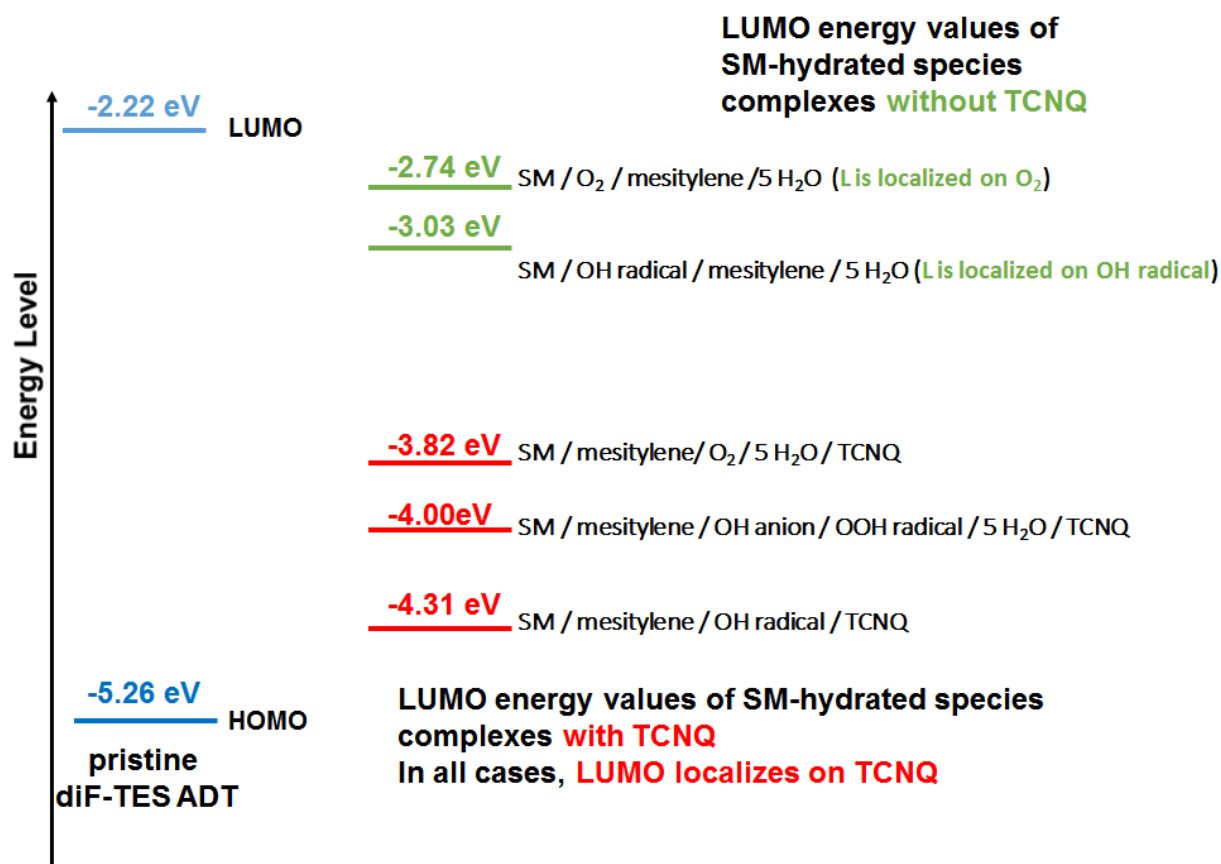 LUMO energy values of
SM-hydrated species
complexes without TCNQ
-2.22 eV
LUMO
-2.74 eV
SM / O₂ / mesitylene /5 H₂O (L is localized on O₂)
-3.03 eV
SM / OH radical / mesitylene / 5 H₂O (L is localized on OH radical)
Energy Level
-3.82 eV
SM / mesitylene/ O₂ / 5 H₂O / TCNQ
-4.00eV
SM / mesitylene / OH anion / OOH radical / 5 H₂O / TCNQ
-4.31 eV
SM / mesitylene / OH radical / TCNQ
-5.26 eV
HOMO
pristine
diF-TES ADT
LUMO energy values of SM-hydrated species
complexes with TCNQ
In all cases, LUMO localizes on TCNQ